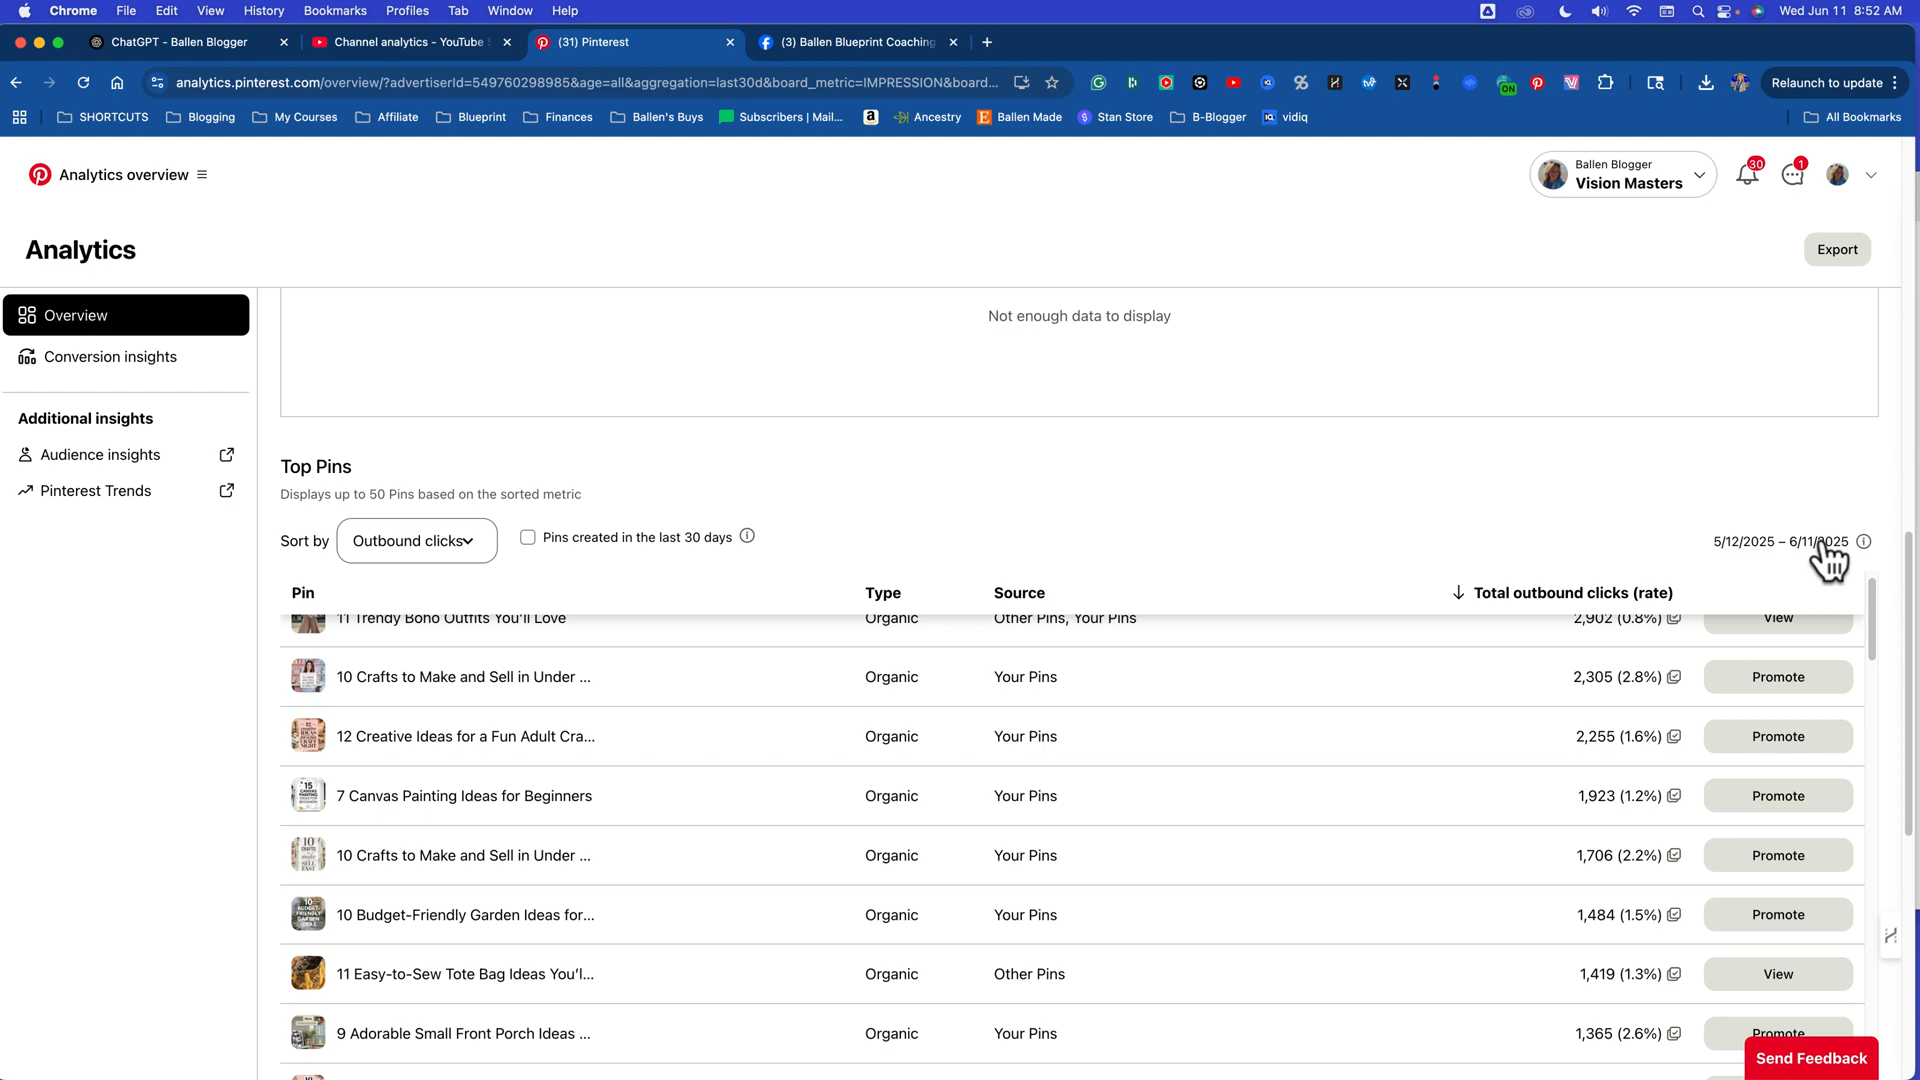 Chrome File Edit View History Bookmarks Profiles Tab Window Help Wed Jun 11 8:52 AM
ChatGPT - Ballen Blogger Channel analytics - YouTube (31) Pinterest (3) Ballen Blueprint Coaching
analytics.pinterest.com/overview/?advertiserId=549760298985&age=all&aggregation=last30d&board_metric=IMPRESSION&board... ON Relaunch to update
SHORTCUTS Blogging My Courses Affiliate Blueprint Finances Ballen's Buys Subscribers | Mail... Ancestry Ballen Made Stan Store B-Blogger vidiq All Bookmarks
Analytics overview
Ballen Blogger
Vision Masters
30
1
Analytics
Export
Overview
Conversion insights
Additional insights
Audience insights
Pinterest Trends
Not enough data to display
Top Pins
Displays up to 50 Pins based on the sorted metric
Sort by Outbound clicks Pins created in the last 30 days 5/12/2025 – 6/11/2025
Pin Type Source Total outbound clicks (rate)
11 Trendy Boho Outfits You'll Love Organic Other Pins, Your Pins 2,902 (0.8%) View
10 Crafts to Make and Sell in Under ... Organic Your Pins 2,305 (2.8%) Promote
12 Creative Ideas for a Fun Adult Cra... Organic Your Pins 2,255 (1.6%) Promote
7 Canvas Painting Ideas for Beginners Organic Your Pins 1,923 (1.2%) Promote
10 Crafts to Make and Sell in Under ... Organic Your Pins 1,706 (2.2%) Promote
10 Budget-Friendly Garden Ideas for... Organic Your Pins 1,484 (1.5%) Promote
11 Easy-to-Sew Tote Bag Ideas You'l... Organic Other Pins 1,419 (1.3%) View
9 Adorable Small Front Porch Ideas ... Organic Your Pins 1,365 (2.6%) Promote
Send Feedback